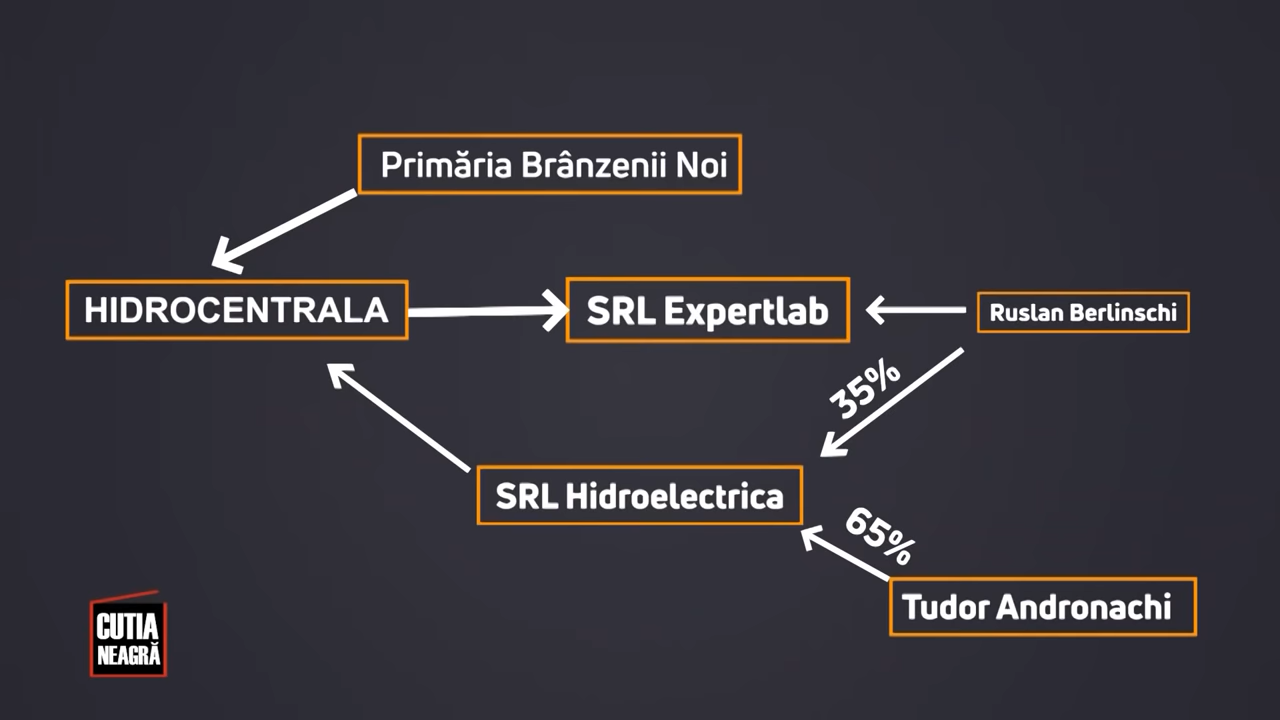 Primăria Brânzenii Noi
HIDROCENTRALA
SRL Expertlab
Ruslan Berlinschi
35%
SRL Hidroelectrica
65%
Tudor Andronachi
CUTIA
NEAGRĂ